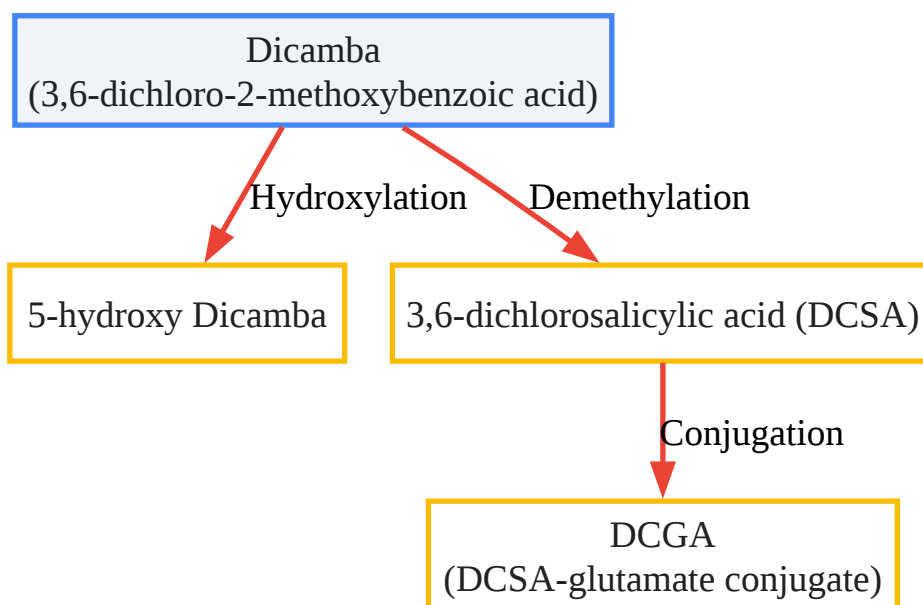 Dicamba
(3,6-dichloro-2-methoxybenzoic acid)
Hydroxylation
Demethylation
5-hydroxy Dicamba
3,6-dichlorosalicylic acid (DCSA)
Conjugation
DCGA
(DCSA-glutamate conjugate)